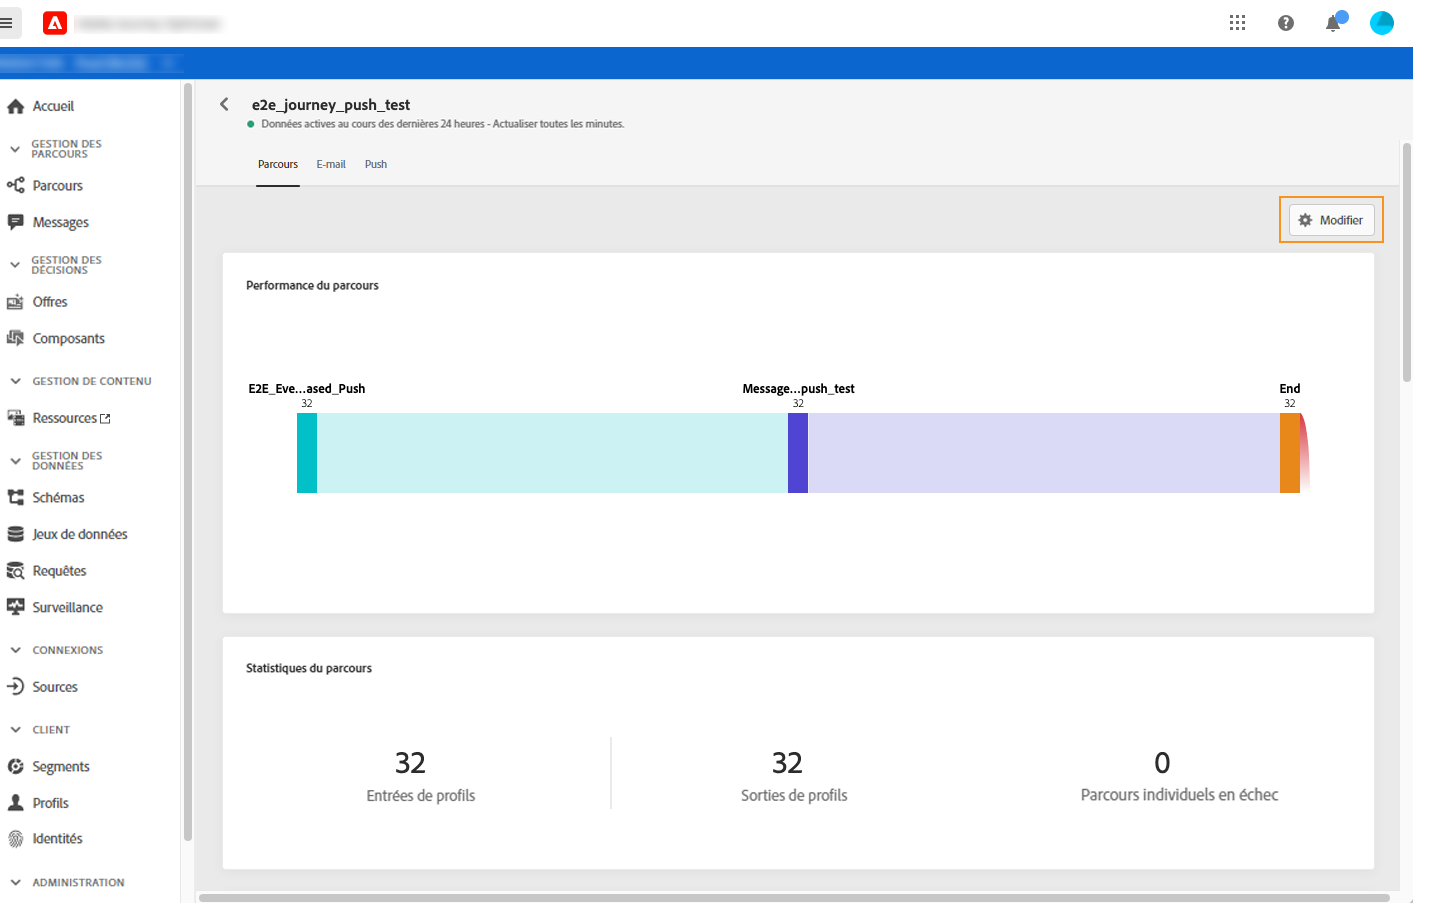 e2e_journey_push_test
Données actives au cours des dernières 24 heures - Actualiser toutes les minutes.
Parcours
E-mail
Push
Modifier
Accueil
GESTION DES
PARCOURS
Parcours
Messages
GESTION DES
DÉCISIONS
Offres
Composants
GESTION DE CONTENU
Ressources
GESTION DES
DONNÉES
Schémas
Jeux de données
Requêtes
Surveillance
CONNEXIONS
Sources
CLIENT
Segments
Profils
Identités
ADMINISTRATION
Performance du parcours
E2E_Eve...ased_Push
32
Message...push_test
32
End
32
Statistiques du parcours
32
Entrées de profils
32
Sorties de profils
0
Parcours individuels en échec